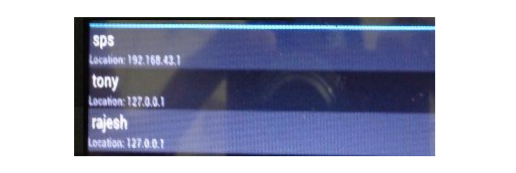 sps
Location: 192.168.43.1
tony
Location: 127.0.0.1
rajesh
Location: 127.0.0.1